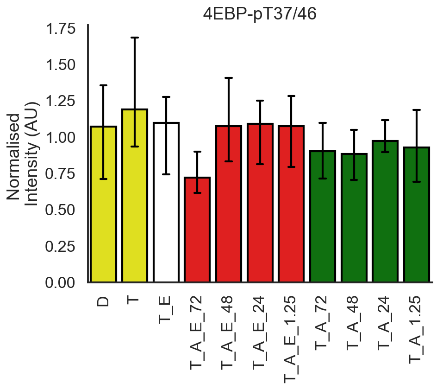 4EBP-pT37/46
Normalised
Intensity (AU)
1.75
1.50
1.25
1.00
0.75
0.50
0.25
0.00
D
T
T_E
T_A_E_72
T_A_E_48
T_A_E_24
T_A_E_1.25
T_A_72
T_A_48
T_A_24
T_A_1.25